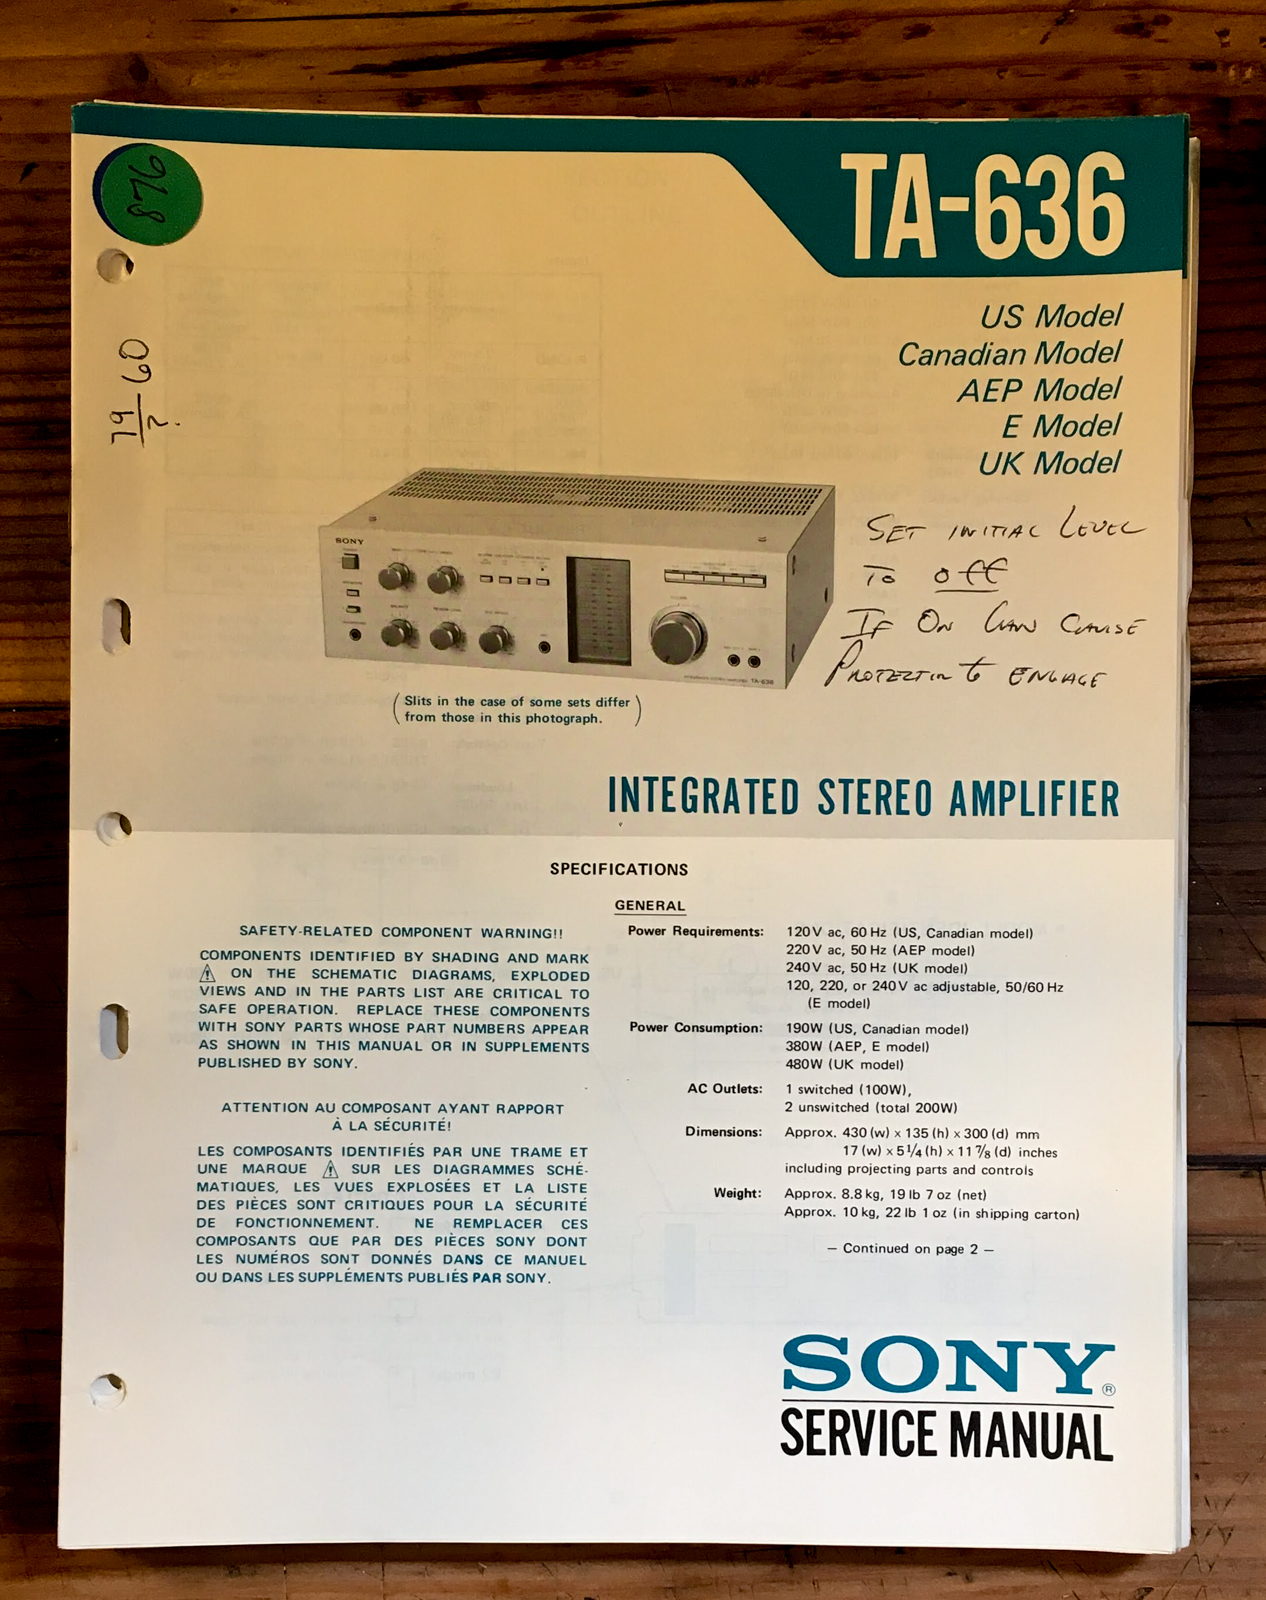 876
TA-636
US Model
Canadian Model
AEP Model
E Model
UK Model
79/? 60
SET INITIAL LEVEL
TO off
IF ON CAN CAUSE
PROTECTIN to ENGAGE
SONY
TA-636
(Slits in the case of some sets differ
from those in this photograph.)
INTEGRATED STEREO AMPLIFIER
SPECIFICATIONS
SAFETY-RELATED COMPONENT WARNING!!
COMPONENTS IDENTIFIED BY SHADING AND MARK
⚠ ON THE SCHEMATIC DIAGRAMS, EXPLODED
VIEWS AND IN THE PARTS LIST ARE CRITICAL TO
SAFE OPERATION. REPLACE THESE COMPONENTS
WITH SONY PARTS WHOSE PART NUMBERS APPEAR
AS SHOWN IN THIS MANUAL OR IN SUPPLEMENTS
PUBLISHED BY SONY.
ATTENTION AU COMPOSANT AYANT RAPPORT
À LA SÉCURITÉ!
LES COMPOSANTS IDENTIFIÉS PAR UNE TRAME ET
UNE MARQUE ⚠ SUR LES DIAGRAMMES SCHÉ-
MATIQUES, LES VUES EXPLOSÉES ET LA LISTE
DES PIÈCES SONT CRITIQUES POUR LA SÉCURITÉ
DE FONCTIONNEMENT. NE REMPLACER CES
COMPOSANTS QUE PAR DES PIÈCES SONY DONT
LES NUMÉROS SONT DONNÉS DANS CE MANUEL
OU DANS LES SUPPLÉMENTS PUBLIÉS PAR SONY.
GENERAL
Power Requirements: 120V ac, 60 Hz (US, Canadian model)
220V ac, 50 Hz (AEP model)
240V ac, 50 Hz (UK model)
120, 220, or 240V ac adjustable, 50/60 Hz
(E model)
Power Consumption: 190W (US, Canadian model)
380W (AEP, E model)
480W (UK model)
AC Outlets: 1 switched (100W),
2 unswitched (total 200W)
Dimensions: Approx. 430 (w) x 135 (h) x 300 (d) mm
17 (w) x 5 1/4 (h) x 11 7/8 (d) inches
including projecting parts and controls
Weight: Approx. 8.8 kg, 19 lb 7 oz (net)
Approx. 10 kg, 22 lb 1 oz (in shipping carton)
— Continued on page 2 —
SONY®
SERVICE MANUAL